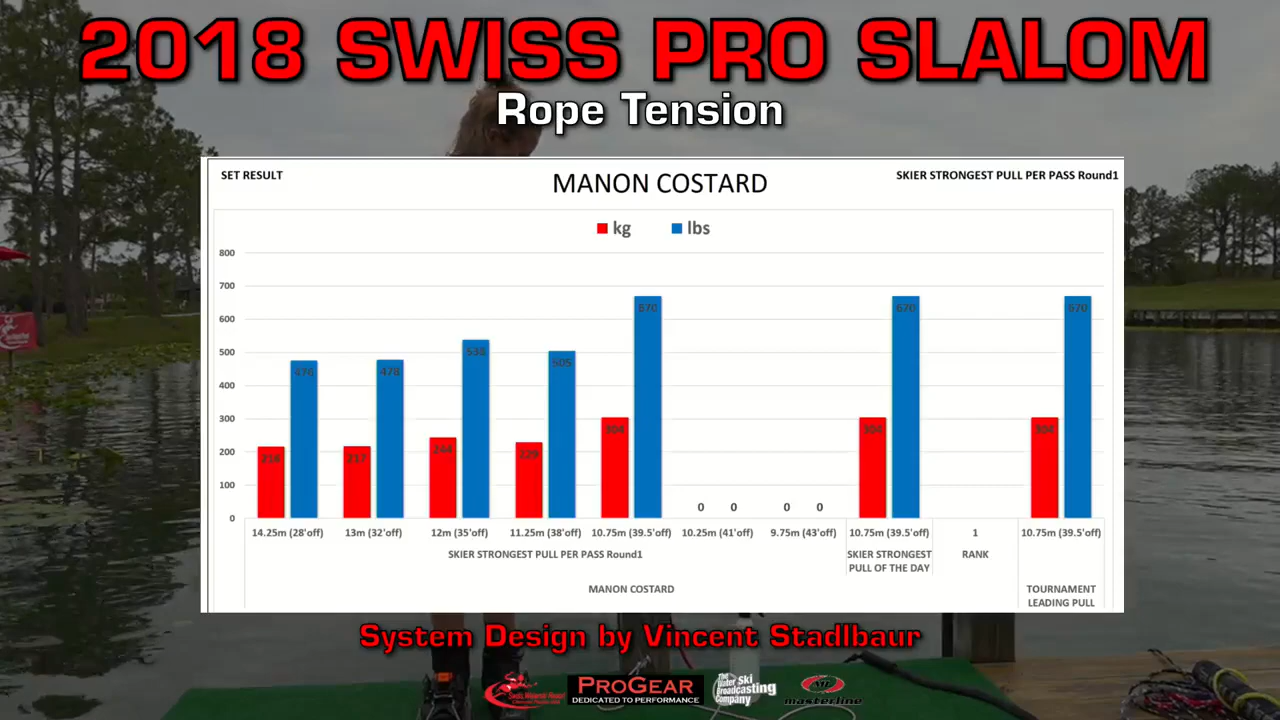 2018 SWISS PRO SLALOM
Rope Tension
SET RESULT
MANON COSTARD
SKIER STRONGEST PULL PER PASS Round1
kg lbs
800
700
600
500
400
300
200
100
0
216 476 217 478 244 538 229 505 304 670 0 0 0 0 304 670 304 670
14.25m (28'off) 13m (32'off) 12m (35'off) 11.25m (38'off) 10.75m (39.5'off) 10.25m (41'off) 9.75m (43'off) 10.75m (39.5'off) 1 10.75m (39.5'off)
SKIER STRONGEST PULL PER PASS Round1
SKIER STRONGEST
PULL OF THE DAY
RANK
MANON COSTARD
TOURNAMENT
LEADING PULL
System Design by Vincent Stadlbaur
PROGEAR
DEDICATED TO PERFORMANCE
The
Water Ski
Broadcasting
Company
masterline